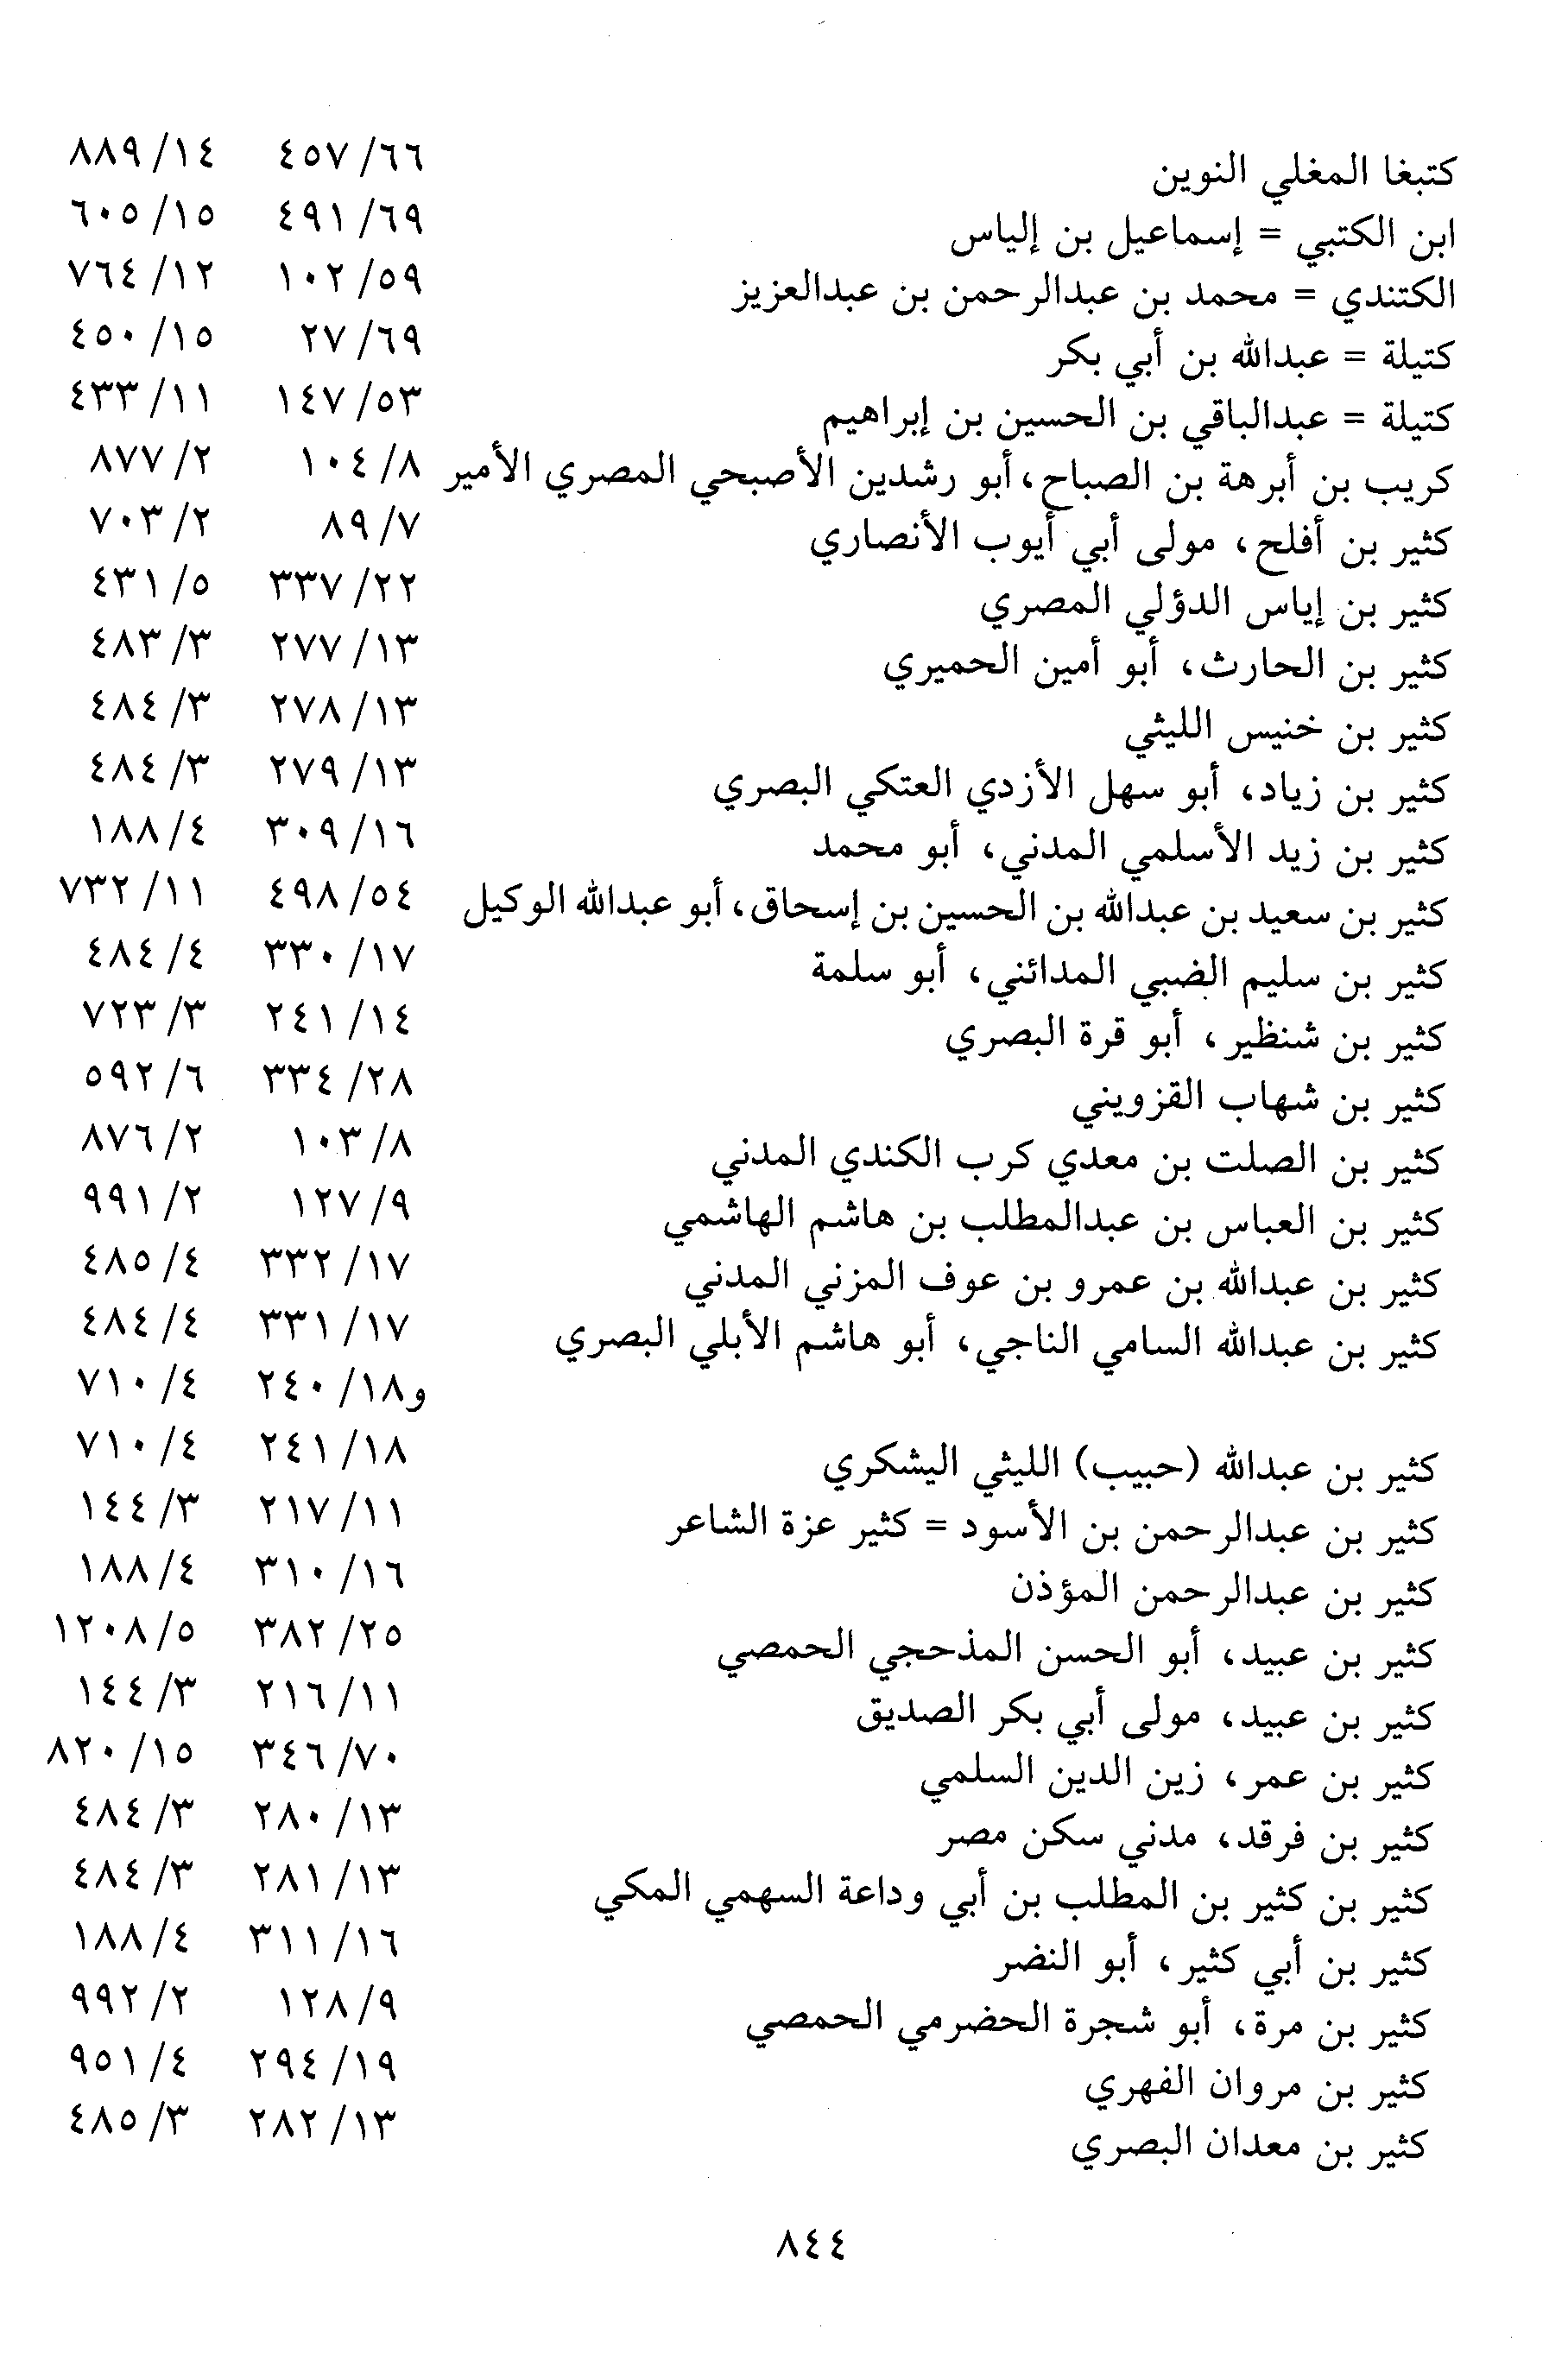 كتبغا المغلي النوين ٦٦/ ٤٥٧ ١٤/ ٨٨٩
ابن الكتبي = إسماعيل بن إلياس ٦٩/ ٤٩١ ١٥/ ٦٠٥
الكتندي = محمد بن عبدالرحمن بن عبدالعزيز ٥٩/ ١٠٢ ١٢/ ٧٦٤
كتيلة = عبدالله بن أبي بكر ٦٩/ ٢٧ ١٥/ ٤٥٠
كتيلة = عبدالباقي بن الحسين بن إبراهيم ٥٣/ ١٤٧ ١١/ ٤٣٣
كريب بن أبرهة بن الصباح، أبو رشدين الأصبحي المصري الأمير ٨/ ١٠٤ ٢/ ٨٧٧
كثير بن أفلح، مولى أبي أيوب الأنصاري ٧/ ٨٩ ٢/ ٧٠٣
كثير بن إياس الدؤلي المصري ٢٢/ ٣٣٧ ٥/ ٤٣١
كثير بن الحارث، أبو أمين الحميري ١٣/ ٢٧٧ ٣/ ٤٨٣
كثير بن خنيس الليثي ١٣/ ٢٧٨ ٣/ ٤٨٤
كثير بن زياد، أبو سهل الأزدي العتكي البصري ١٣/ ٢٧٩ ٣/ ٤٨٤
كثير بن زيد الأسلمي المدني، أبو محمد ١٦/ ٣٠٩ ٤/ ١٨٨
كثير بن سعيد بن عبدالله بن الحسين بن إسحاق، أبو عبدالله الوكيل ٥٤/ ٤٩٨ ١١/ ٧٣٢
كثير بن سليم الضبي المدائني، أبو سلمة ١٧/ ٣٣٠ ٤/ ٤٨٤
كثير بن شنظير، أبو قرة البصري ١٤/ ٢٤١ ٣/ ٧٢٣
كثير بن شهاب القزويني ٢٨/ ٣٣٤ ٦/ ٥٩٢
كثير بن الصلت بن معدي كرب الكندي المدني ٨/ ١٠٣ ٢/ ٨٧٦
كثير بن العباس بن عبدالمطلب بن هاشم الهاشمي ٩/ ١٢٧ ٢/ ٩٩١
كثير بن عبدالله بن عمرو بن عوف المزني المدني ١٧/ ٣٣٢ ٤/ ٤٨٥
كثير بن عبدالله السامي الناجي، أبو هاشم الأبلي البصري ١٧/ ٣٣١ ٤/ ٤٨٤
و١٨/ ٢٤٠ ٤/ ٧١٠
كثير بن عبدالله (حبيب) الليثي اليشكري ١٨/ ٢٤١ ٤/ ٧١٠
كثير بن عبدالرحمن بن الأسود = كثير عزة الشاعر ١١/ ٢١٧ ٣/ ١٤٤
كثير بن عبدالرحمن المؤذن ١٦/ ٣١٠ ٤/ ١٨٨
كثير بن عبيد، أبو الحسن المذحجي الحمصي ٢٥/ ٣٨٢ ٥/ ١٢٠٨
كثير بن عبيد، مولى أبي بكر الصديق ١١/ ٢١٦ ٣/ ١٤٤
كثير بن عمر، زين الدين السلمي ٧٠/ ٣٤٦ ١٥/ ٨٢٠
كثير بن فرقد، مدني سكن مصر ١٣/ ٢٨٠ ٣/ ٤٨٤
كثير بن كثير بن المطلب بن أبي وداعة السهمي المكي ١٣/ ٢٨١ ٣/ ٤٨٤
كثير بن أبي كثير، أبو النضر ١٦/ ٣١١ ٤/ ١٨٨
كثير بن مرة، أبو شجرة الحضرمي الحمصي ٩/ ١٢٨ ٢/ ٩٩٢
كثير بن مروان الفهري ١٩/ ٢٩٤ ٤/ ٩٥١
كثير بن معدان البصري ١٣/ ٢٨٢ ٣/ ٤٨٥
٨٤٤